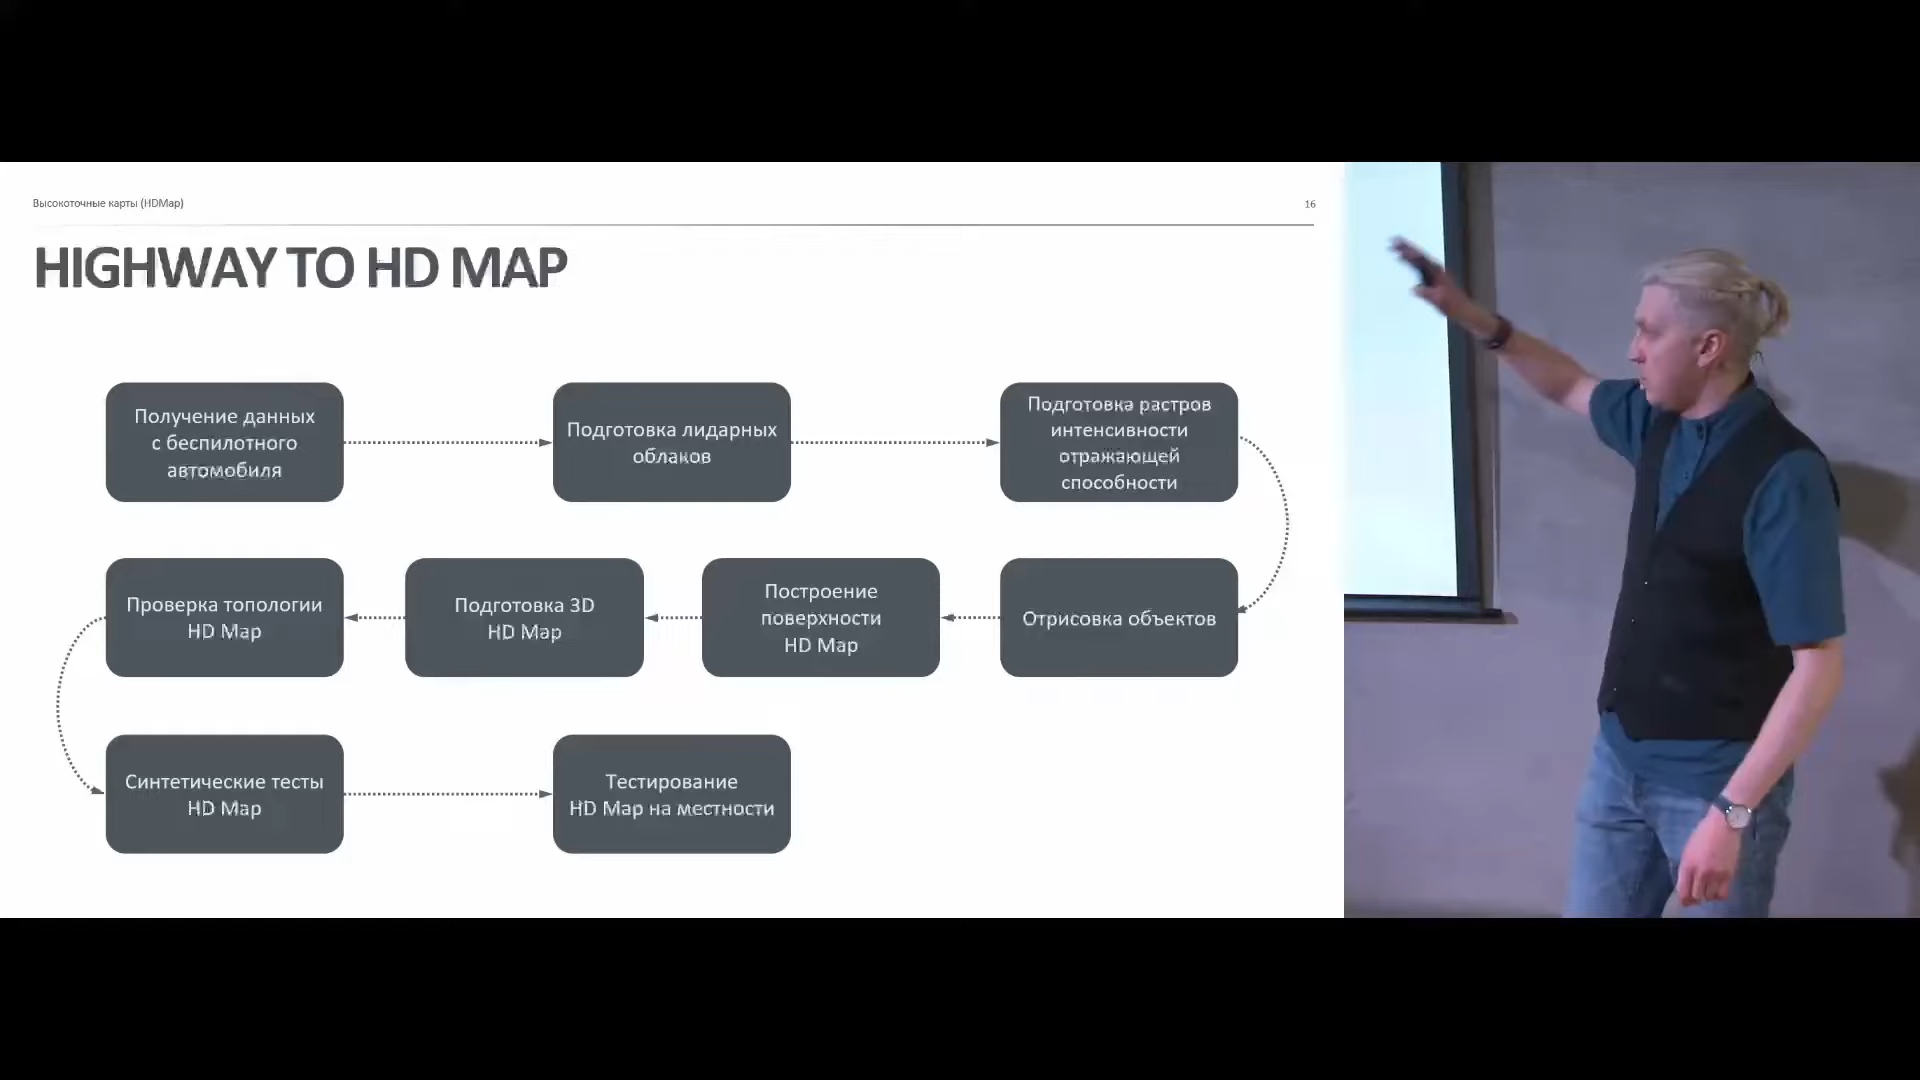 Высокоточные карты (HDMap)
16
HIGHWAY TO HD MAP
Получение данных
с беспилотного
автомобиля
Подготовка лидарных
облаков
Подготовка растров
интенсивности
отражающей
способности
Отрисовка объектов
Построение
поверхности
HD Map
Подготовка 3D
HD Map
Проверка топологии
HD Map
Синтетические тесты
HD Map
Тестирование
HD Map на местности